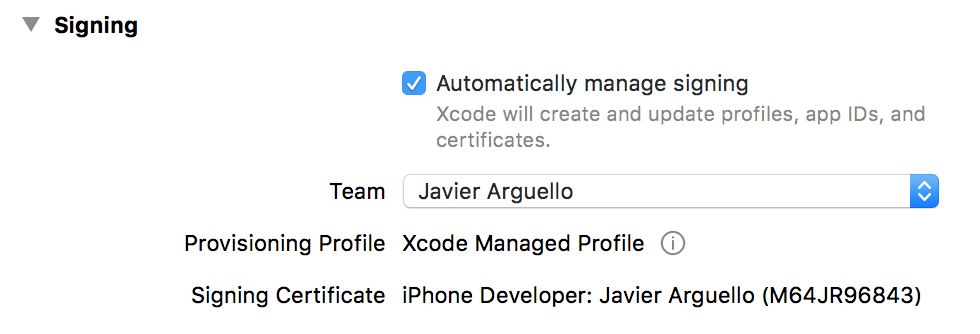 Signing
Automatically manage signing
Xcode will create and update profiles, app IDs, and
certificates.
Team Javier Arguello
Provisioning Profile Xcode Managed Profile
Signing Certificate iPhone Developer: Javier Arguello (M64JR96843)